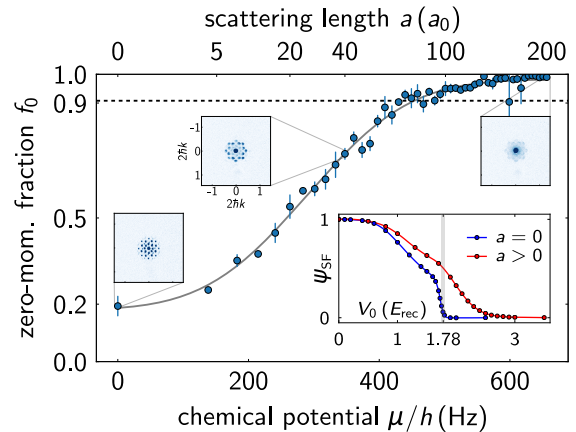 scattering length a (a₀)
0 5 20 40 100 200
zero-mom. fraction f₀
1.0
0.9
0.5
0.2
0.0
2ħk
-1
0
1
-1 0 1
2ħk
ψSF
1
0
a = 0
a > 0
V₀ (Erec)
0 1 1.78 3
0 200 400 600
chemical potential μ/h (Hz)